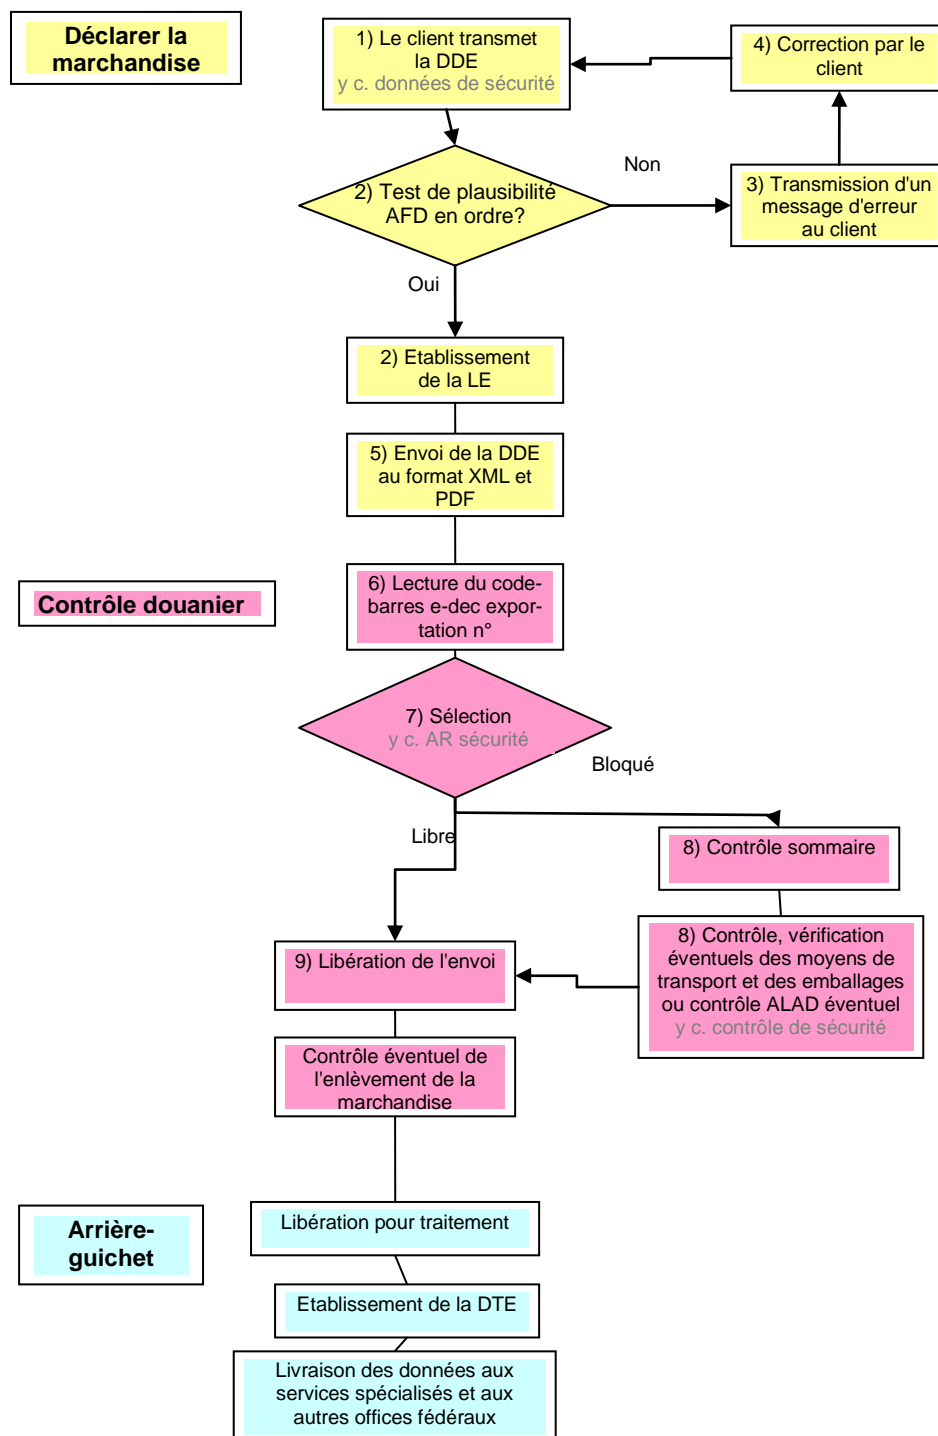 Déclarer la
marchandise
1) Le client transmet
la DDE
y c. données de sécurité
4) Correction par le
client
Non
2) Test de plausibilité
AFD en ordre?
3) Transmission d'un
message d'erreur
au client
Oui
2) Etablissement
de la LE
5) Envoi de la DDE
au format XML et
PDF
Contrôle douanier
6) Lecture du code-
barres e-dec expor-
tation n°
7) Sélection
y c. AR sécurité
Bloqué
Libre
8) Contrôle sommaire
8) Contrôle, vérification
éventuels des moyens de
transport et des emballages
ou contrôle ALAD éventuel
y c. contrôle de sécurité
9) Libération de l'envoi
Contrôle éventuel de
l'enlèvement de la
marchandise
Arrière-
guichet
Libération pour traitement
Etablissement de la DTE
Livraison des données aux
services spécialisés et aux
autres offices fédéraux